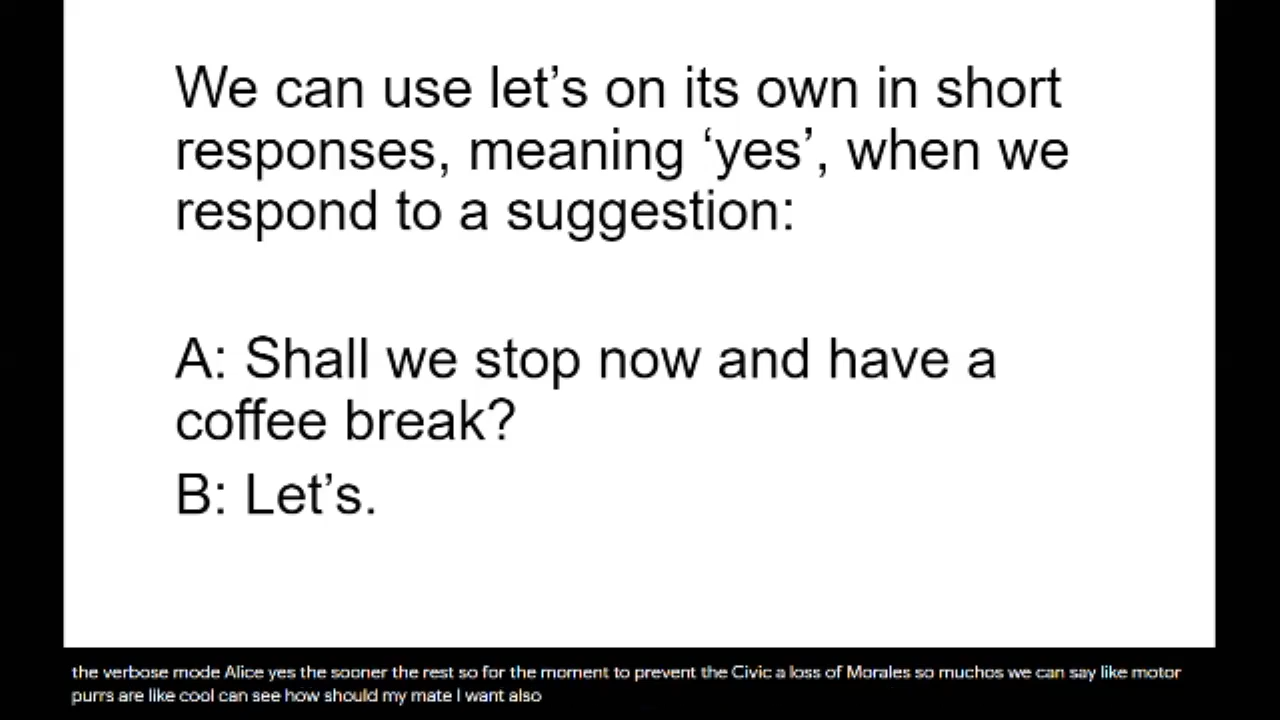 We can use let’s on its own in short
responses, meaning ‘yes’, when we
respond to a suggestion:
A: Shall we stop now and have a
coffee break?
B: Let’s.
the verbose mode Alice yes the sooner the rest so for the moment to prevent the Civic a loss of Morales so muchos we can say like motor
purrs are like cool can see how should my mate I want also